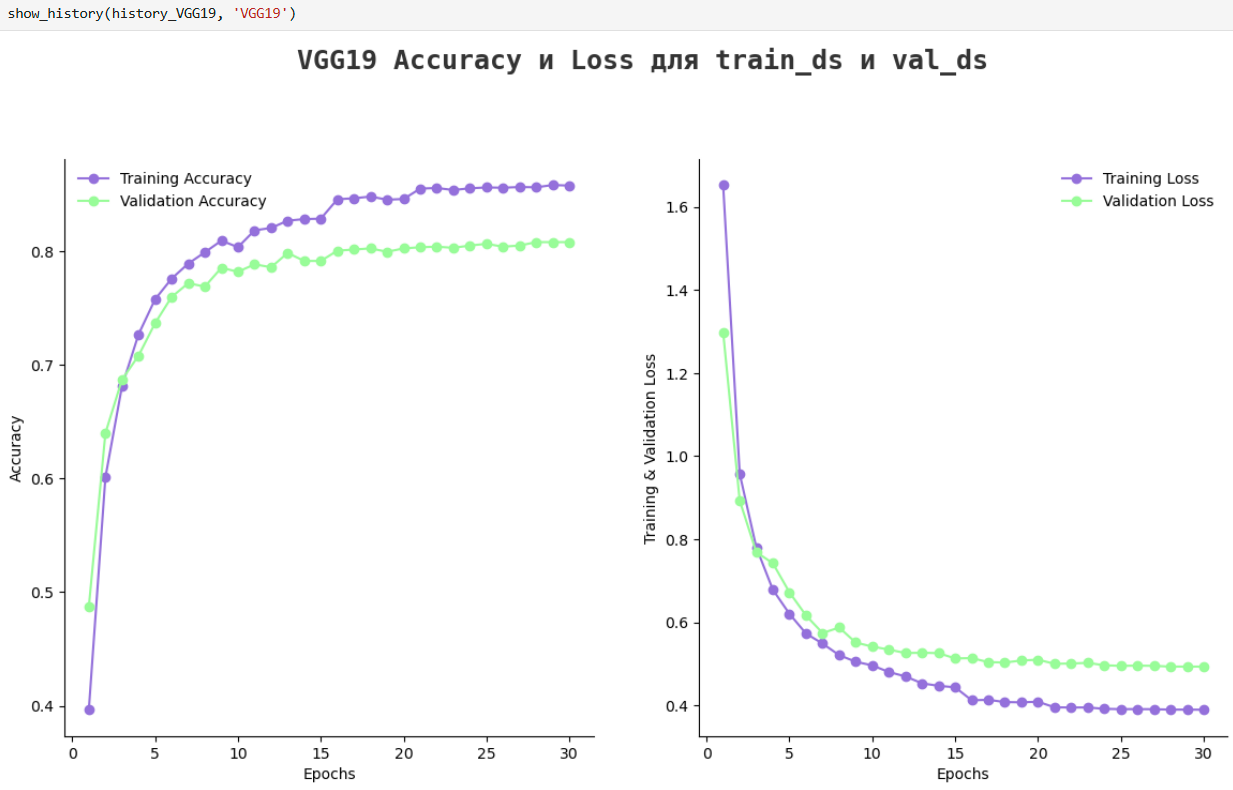 show_history(history_VGG19, 'VGG19')
VGG19 Accuracy и Loss для train_ds и val_ds
Training Accuracy
Validation Accuracy
0.8
0.7
0.6
0.5
0.4
Accuracy
0 5 10 15 20 25 30
Epochs
Training Loss
Validation Loss
1.6
1.4
1.2
1.0
0.8
0.6
0.4
Training & Validation Loss
0 5 10 15 20 25 30
Epochs